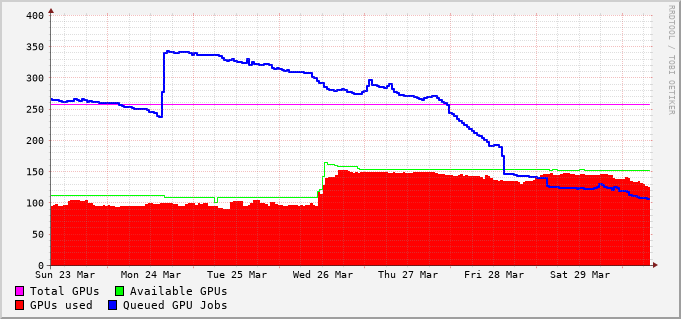 400
350
300
250
200
150
100
50
0
Sun 23 Mar Mon 24 Mar Tue 25 Mar Wed 26 Mar Thu 27 Mar Fri 28 Mar Sat 29 Mar
Total GPUs Available GPUs
GPUs used Queued GPU Jobs
RRDTOOL / TOBI OETIKER